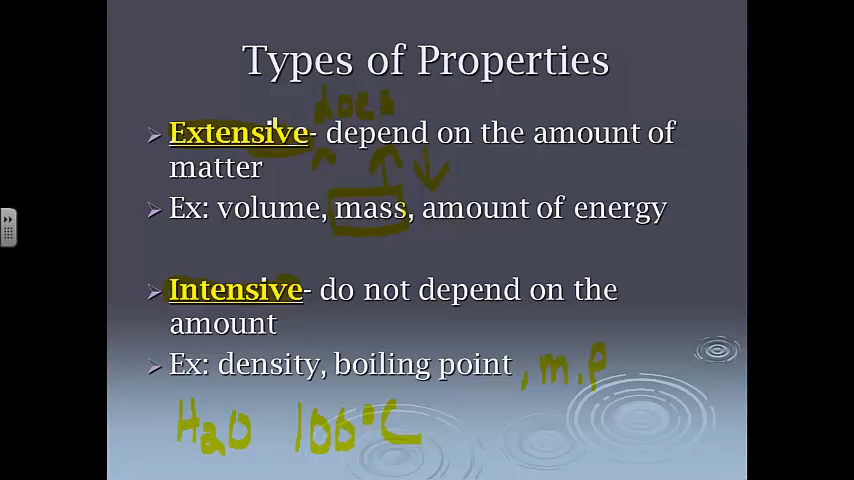 Types of Properties
does
Extensive- depend on the amount of
matter
Ex: volume, mass, amount of energy
Intensive- do not depend on the
amount
Ex: density, boiling point , m.p
H2O 100°C